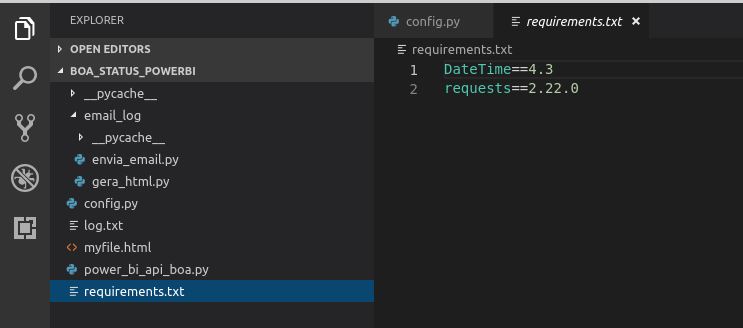 EXPLORER
OPEN EDITORS
BOA_STATUS_POWERBI
__pycache__
email_log
__pycache__
envia_email.py
gera_html.py
config.py
log.txt
myfile.html
power_bi_api_boa.py
requirements.txt
config.py
requirements.txt
requirements.txt
1 DateTime==4.3
2 requests==2.22.0